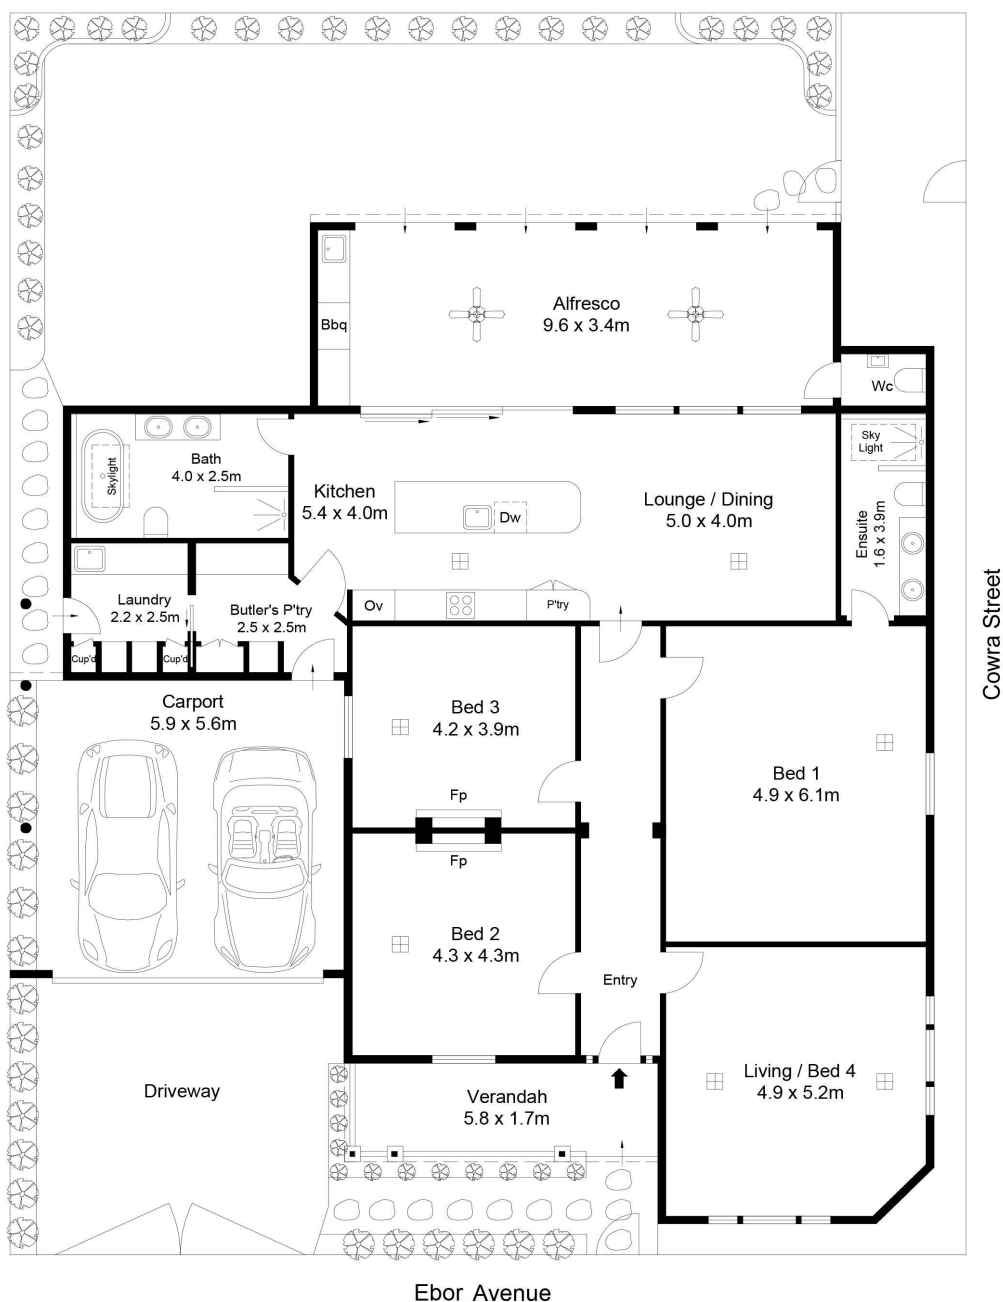 Alfresco
9.6 x 3.4m
Bbq
Wc
Bath
4.0 x 2.5m
Skylight
Sky
Light
Kitchen
5.4 x 4.0m
Dw
Lounge / Dining
5.0 x 4.0m
Ensuite
1.6 x 3.9m
Laundry
2.2 x 2.5m
Butler's P'try
2.5 x 2.5m
Ov
P'try
Cup'd
Cup'd
Cowra Street
Carport
5.9 x 5.6m
Bed 3
4.2 x 3.9m
Fp
Bed 1
4.9 x 6.1m
Fp
Bed 2
4.3 x 4.3m
Entry
Driveway
Verandah
5.8 x 1.7m
Living / Bed 4
4.9 x 5.2m
Ebor Avenue